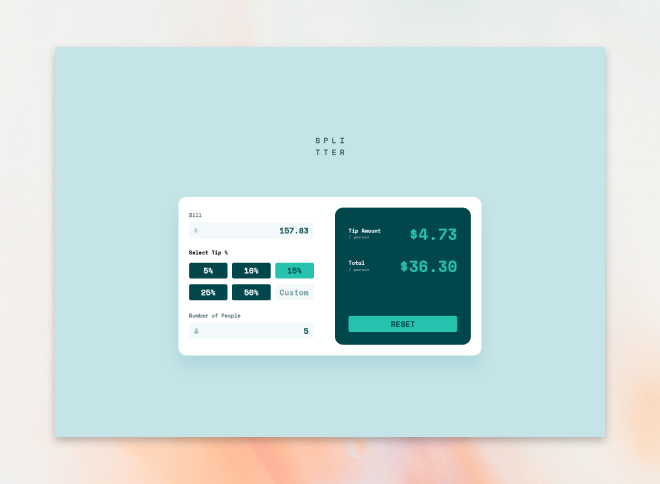 SPLI
TTER
Bill
$
157.83
Select Tip %
5%
10%
15%
25%
50%
Custom
Number of People
5
Tip Amount
/ person
$4.73
Total
/ person
$36.30
RESET